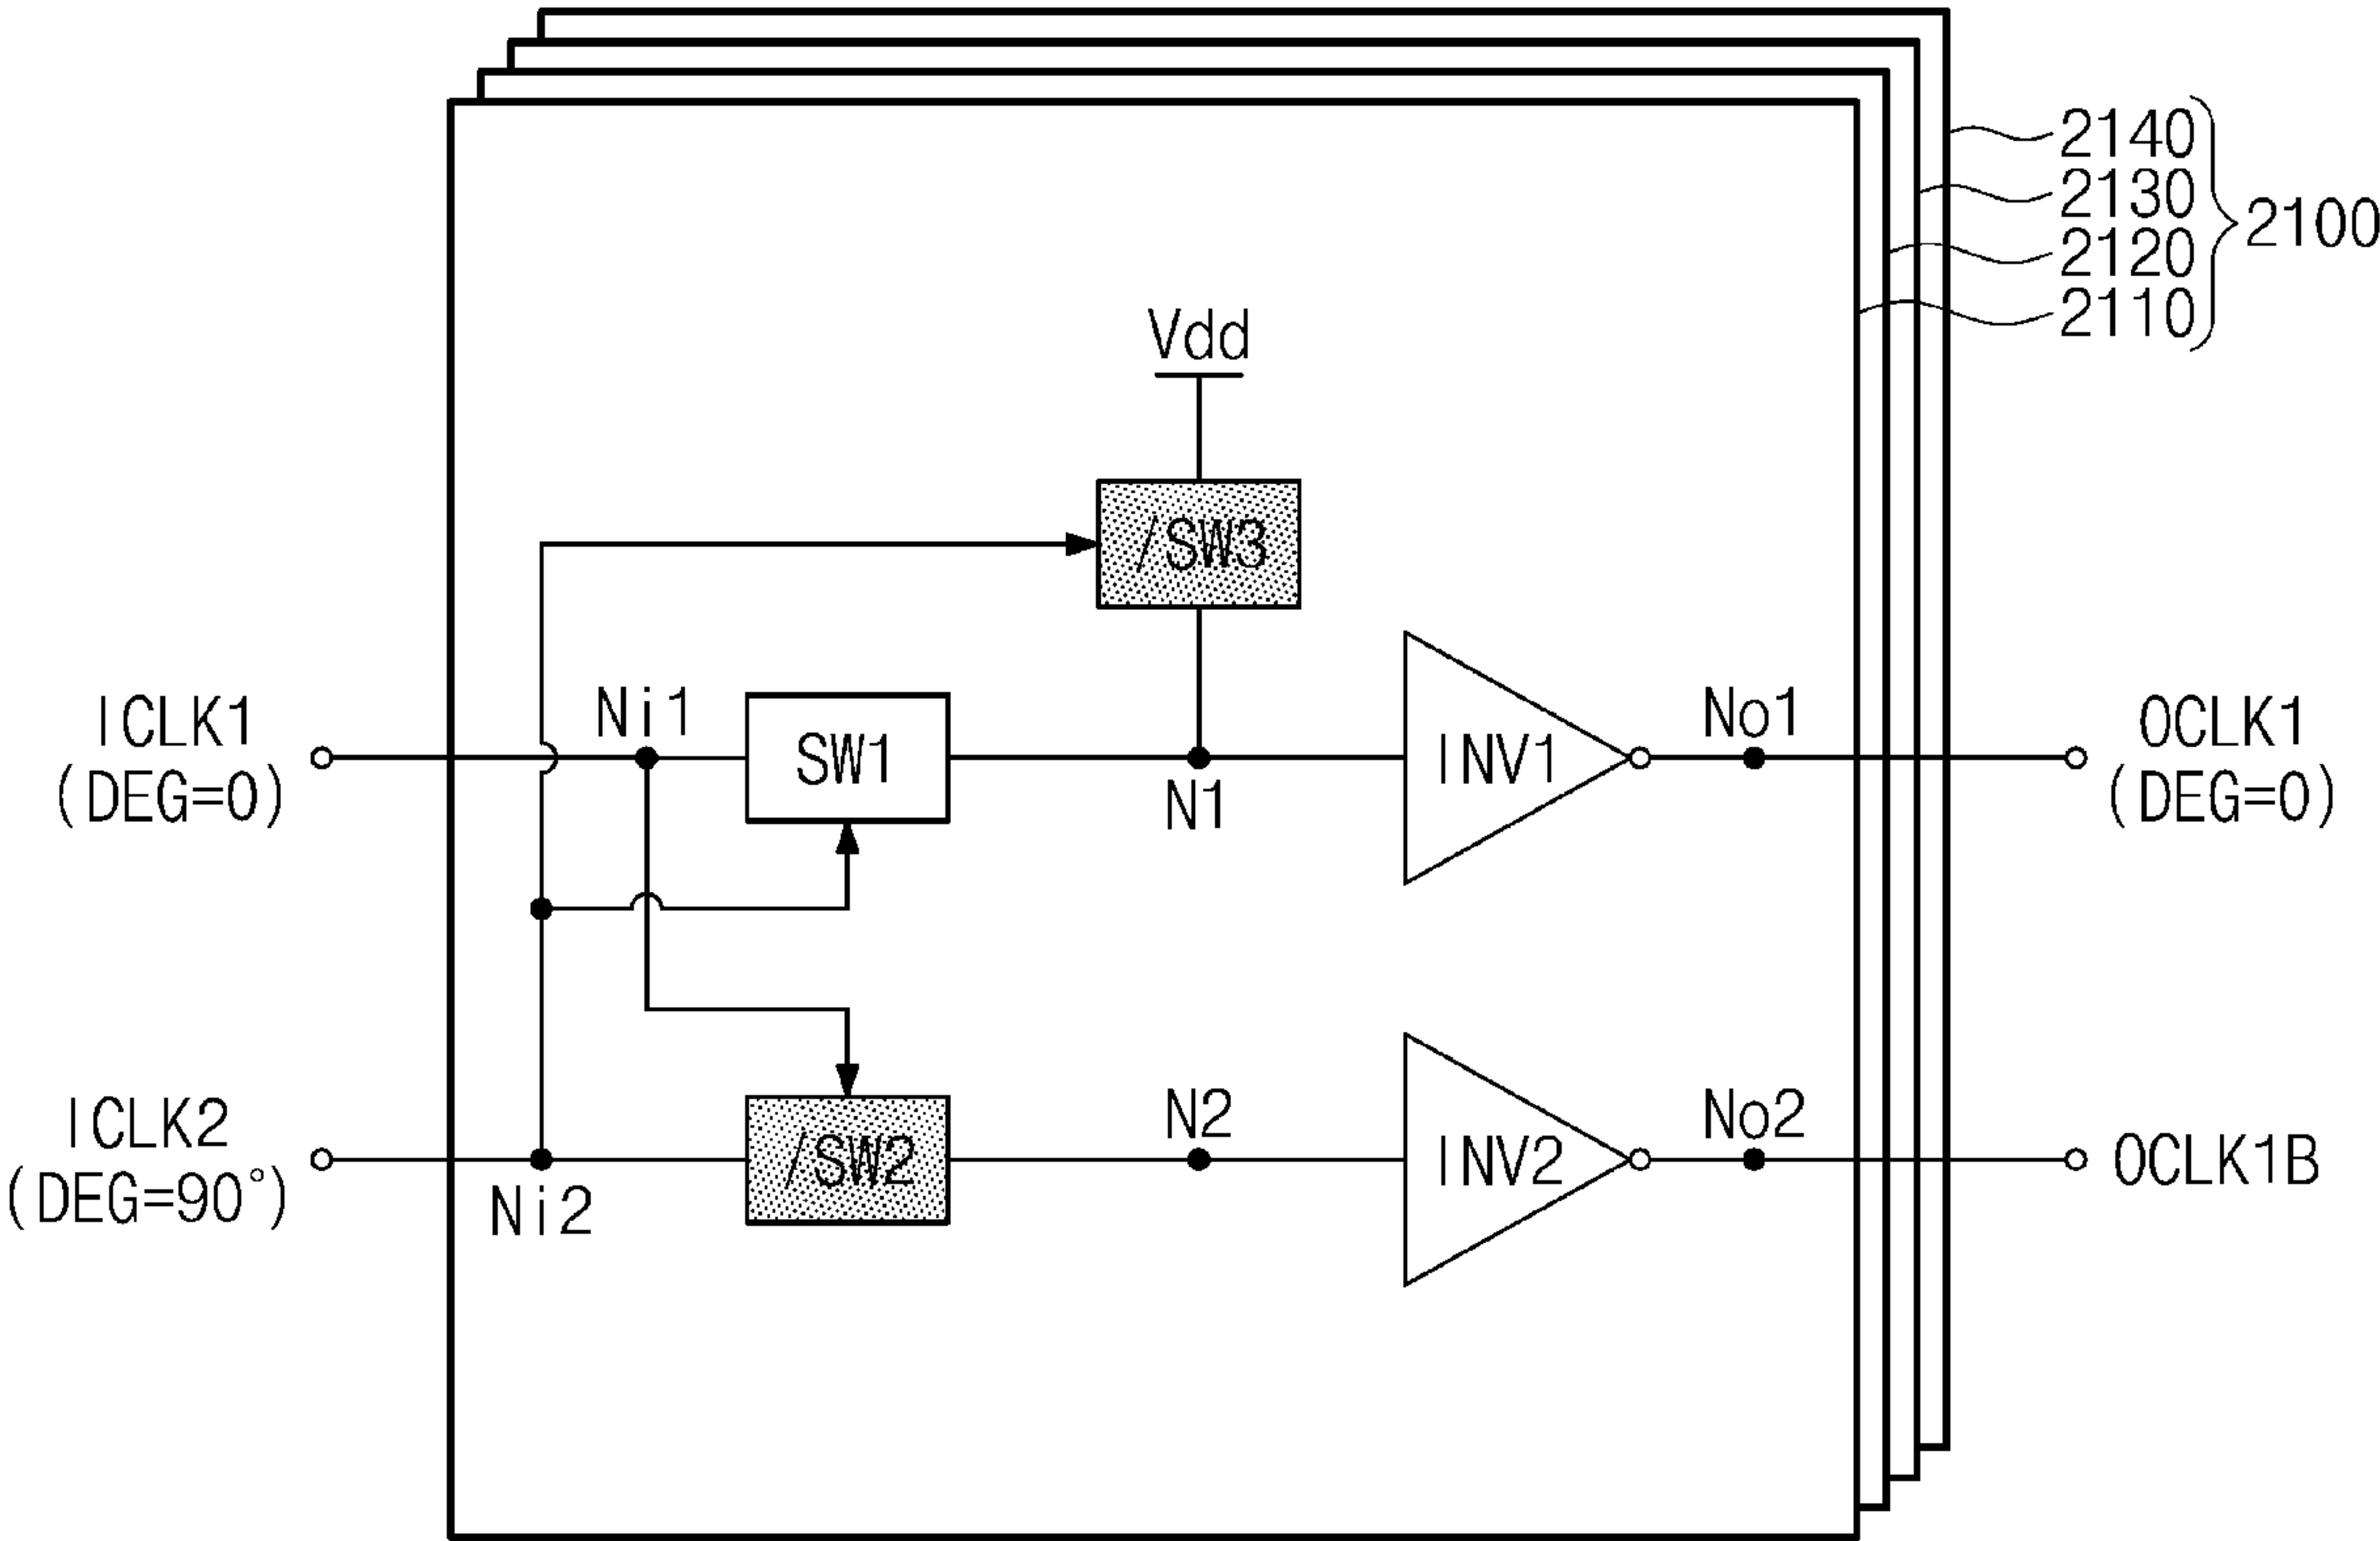 2140
2130
2120
2110
2100
Vdd
/SW3
ICLK1
(DEG=0)
Ni1
SW1
N1
INV1
No1
OCLK1
(DEG=0)
ICLK2
(DEG=90°)
Ni2
/SW2
N2
INV2
No2
OCLK1B